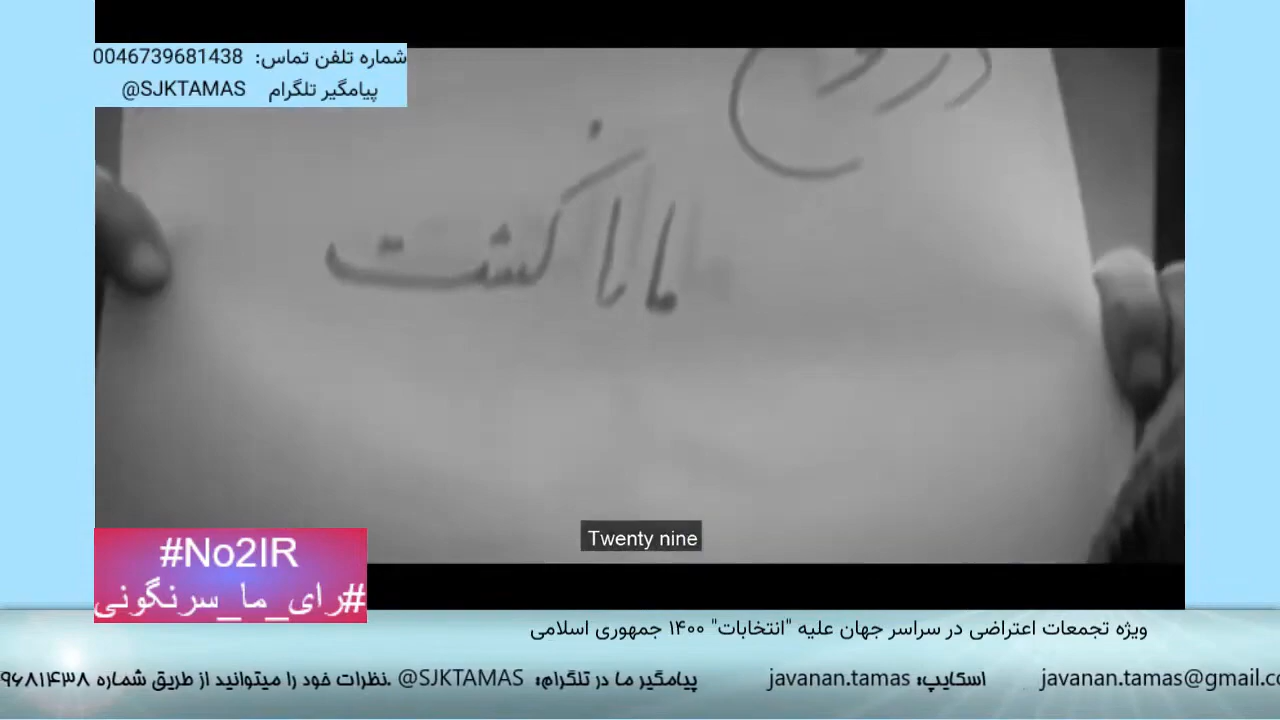 شماره تلفن تماس: 0046739681438
پیامگیر تلگرام @SJKTAMAS
ما را کشت
Twenty nine
#No2IR
#رای_ما_سرنگونی
ویژه تجمعات اعتراضی در سراسر جهان علیه "انتخابات" ۱۴۰۰ جمهوری اسلامی
javanan.tamas@gmail.co اسکایپ: javanan.tamas پیامگیر ما در تلگرام: @SJKTAMAS .نظرات خود را میتوانید از طریق شماره ۹۶۸۱۴۳۸